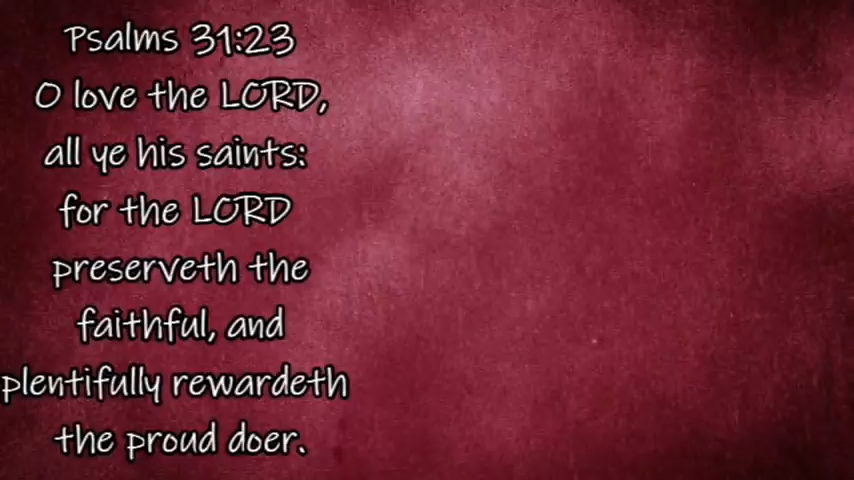 Psalms 31:23
O love the LORD,
all ye his saints:
for the LORD
preserveth the
faithful, and
plentifully rewardeth
the proud doer.